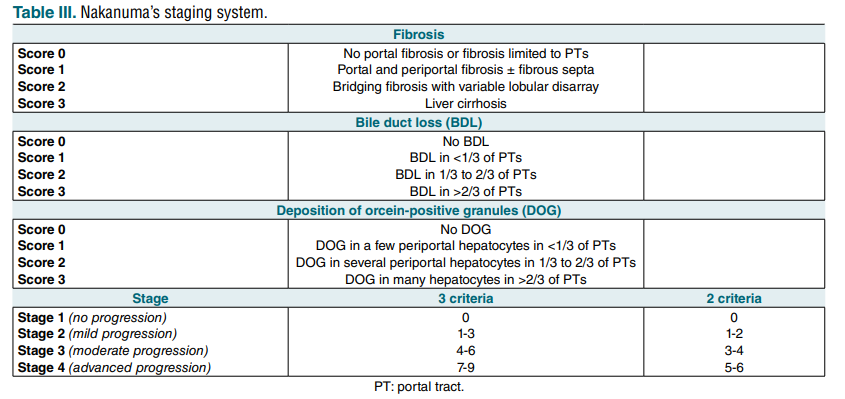 Table III. Nakanuma's staging system.
Fibrosis
Score 0 No portal fibrosis or fibrosis limited to PTs
Score 1 Portal and periportal fibrosis ± fibrous septa
Score 2 Bridging fibrosis with variable lobular disarray
Score 3 Liver cirrhosis
Bile duct loss (BDL)
Score 0 No BDL
Score 1 BDL in <1/3 of PTs
Score 2 BDL in 1/3 to 2/3 of PTs
Score 3 BDL in >2/3 of PTs
Deposition of orcein-positive granules (DOG)
Score 0 No DOG
Score 1 DOG in a few periportal hepatocytes in <1/3 of PTs
Score 2 DOG in several periportal hepatocytes in 1/3 to 2/3 of PTs
Score 3 DOG in many hepatocytes in >2/3 of PTs
Stage 3 criteria 2 criteria
Stage 1 (no progression) 0 0
Stage 2 (mild progression) 1-3 1-2
Stage 3 (moderate progression) 4-6 3-4
Stage 4 (advanced progression) 7-9 5-6
PT: portal tract.